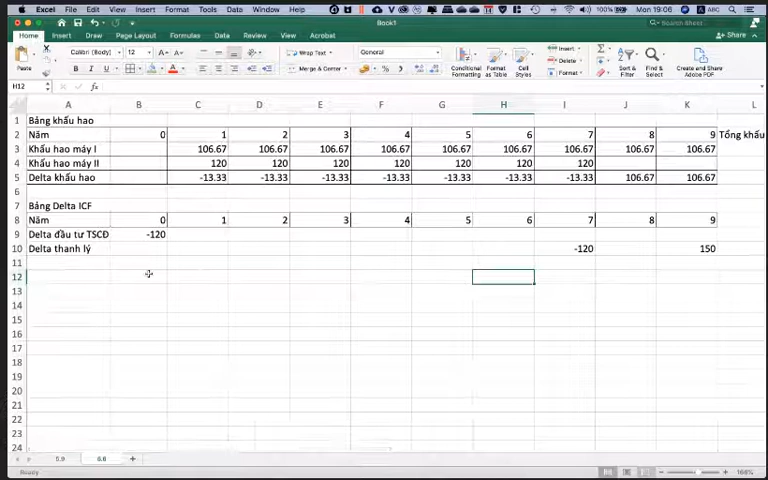 Excel File Edit View Insert Format Tools Data Window Help 100% Mon 19:06 ABC
Book1
Search Sheet
Home Insert Draw Page Layout Formulas Data Review View Acrobat Share
Paste Calibri (Body) 12 Wrap Text General Insert
B I U Merge & Center % Conditional Formatting Format as Table Cell Styles Delete Format Sort & Filter Find & Select Create and Share Adobe PDF
H12 fx
A B C D E F G H I J K L
1 Bảng khấu hao
2 Năm 0 1 2 3 4 5 6 7 8 9 Tổng khấu
3 Khấu hao máy I 106.67 106.67 106.67 106.67 106.67 106.67 106.67 106.67 106.67
4 Khấu hao máy II 120 120 120 120 120 120 120
5 Delta khấu hao -13.33 -13.33 -13.33 -13.33 -13.33 -13.33 -13.33 106.67 106.67
6
7 Bảng Delta ICF
8 Năm 0 1 2 3 4 5 6 7 8 9
9 Delta đầu tư TSCĐ -120
10 Delta thanh lý -120 150
11
12
13
14
15
16
17
18
19
20
21
22
23
24
5.9 6.6 +
Ready 168%